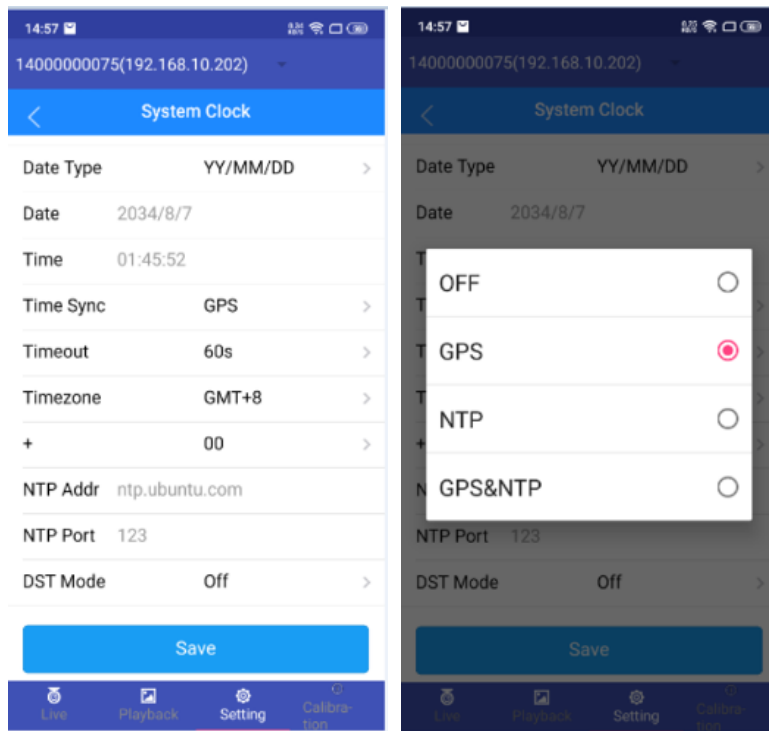 14:57
14000000075(192.168.10.202)
System Clock
Date Type YY/MM/DD
Date 2034/8/7
Time 01:45:52
Time Sync GPS
Timeout 60s
Timezone GMT+8
+ 00
NTP Addr ntp.ubuntu.com
NTP Port 123
DST Mode Off
Save
Live Playback Setting Calibra-
tion
14:57
14000000075(192.168.10.202)
System Clock
Date Type YY/MM/DD
Date 2034/8/7
OFF
GPS
NTP
GPS&NTP
NTP Port 123
DST Mode Off
Save
Live Playback Setting Calibra-
tion